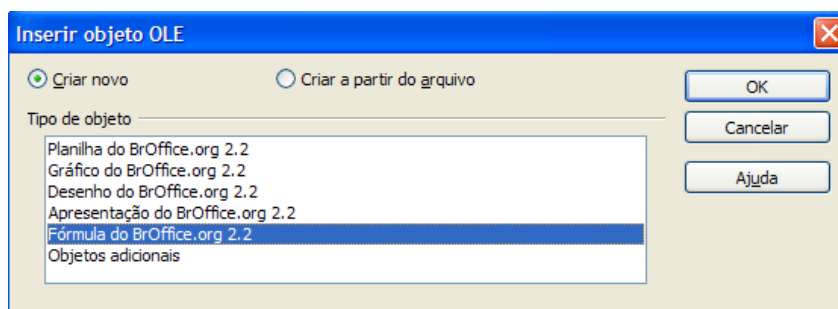 Inserir objeto OLE
Criar novo
Criar a partir do arquivo
OK
Tipo de objeto
Cancelar
Planilha do BrOffice.org 2.2
Gráfico do BrOffice.org 2.2
Ajuda
Desenho do BrOffice.org 2.2
Apresentação do BrOffice.org 2.2
Fórmula do BrOffice.org 2.2
Objetos adicionais